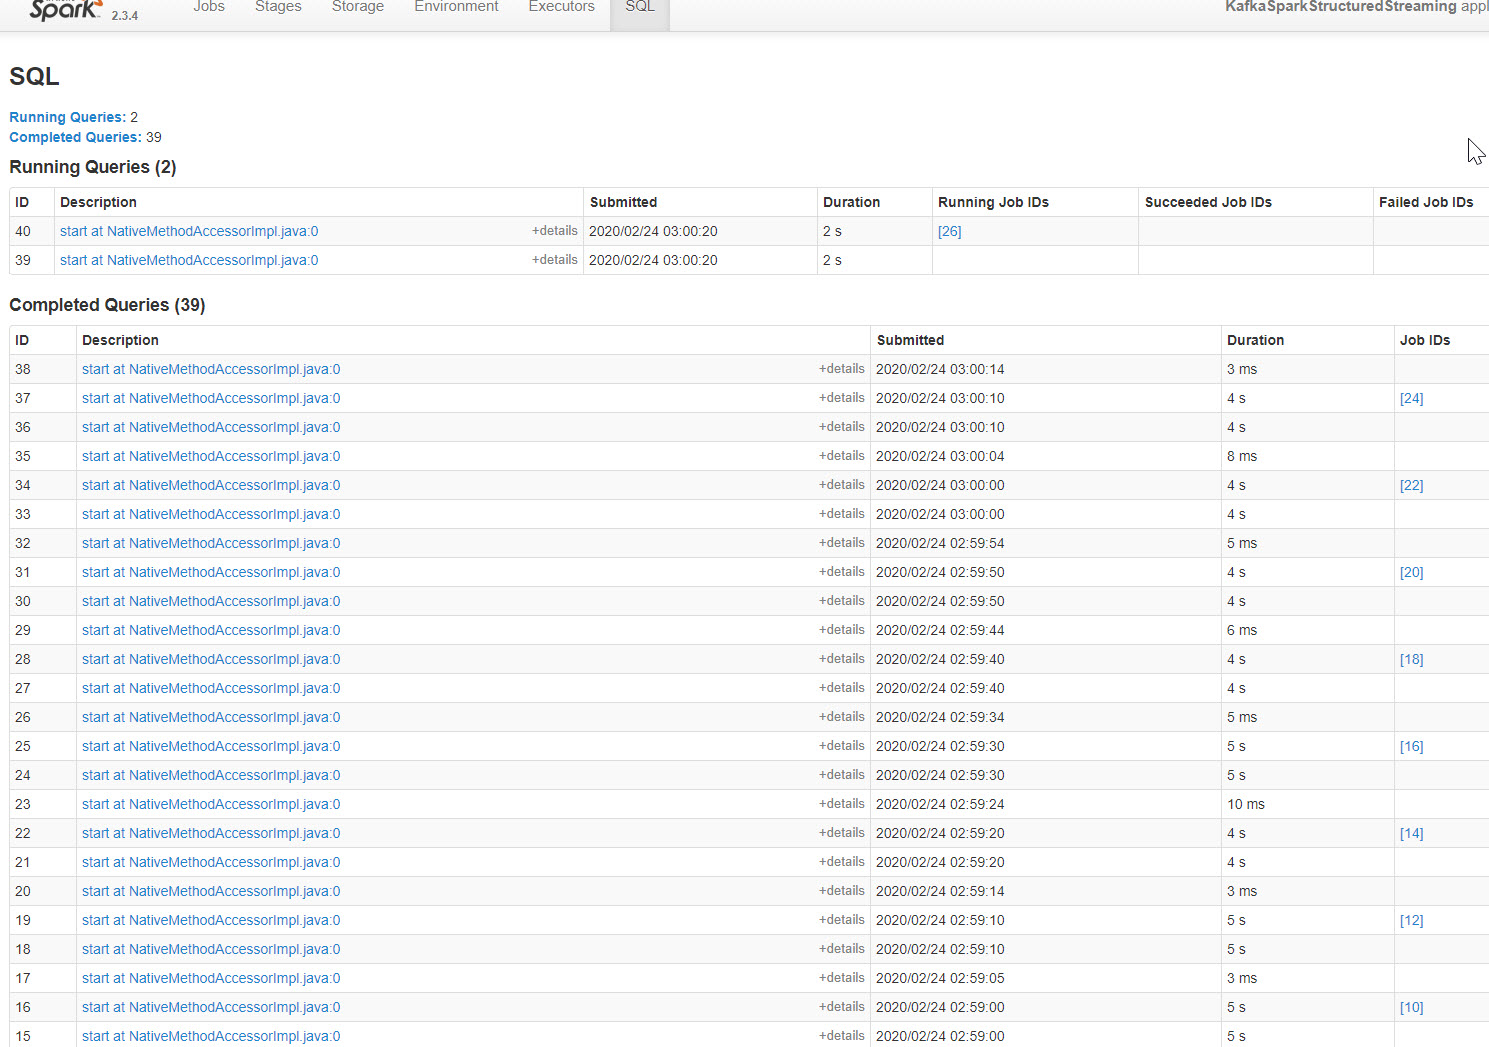 Spark 2.3.4 Jobs Stages Storage Environment Executors SQL KafkaSparkStructuredStreaming appl
SQL
Running Queries: 2
Completed Queries: 39
Running Queries (2)
ID Description Submitted Duration Running Job IDs Succeeded Job IDs Failed Job IDs
40 start at NativeMethodAccessorImpl.java:0 +details 2020/02/24 03:00:20 2 s [26]
39 start at NativeMethodAccessorImpl.java:0 +details 2020/02/24 03:00:20 2 s
Completed Queries (39)
ID Description Submitted Duration Job IDs
38 start at NativeMethodAccessorImpl.java:0 +details 2020/02/24 03:00:14 3 ms
37 start at NativeMethodAccessorImpl.java:0 +details 2020/02/24 03:00:10 4 s [24]
36 start at NativeMethodAccessorImpl.java:0 +details 2020/02/24 03:00:10 4 s
35 start at NativeMethodAccessorImpl.java:0 +details 2020/02/24 03:00:04 8 ms
34 start at NativeMethodAccessorImpl.java:0 +details 2020/02/24 03:00:00 4 s [22]
33 start at NativeMethodAccessorImpl.java:0 +details 2020/02/24 03:00:00 4 s
32 start at NativeMethodAccessorImpl.java:0 +details 2020/02/24 02:59:54 5 ms
31 start at NativeMethodAccessorImpl.java:0 +details 2020/02/24 02:59:50 4 s [20]
30 start at NativeMethodAccessorImpl.java:0 +details 2020/02/24 02:59:50 4 s
29 start at NativeMethodAccessorImpl.java:0 +details 2020/02/24 02:59:44 6 ms
28 start at NativeMethodAccessorImpl.java:0 +details 2020/02/24 02:59:40 4 s [18]
27 start at NativeMethodAccessorImpl.java:0 +details 2020/02/24 02:59:40 4 s
26 start at NativeMethodAccessorImpl.java:0 +details 2020/02/24 02:59:34 5 ms
25 start at NativeMethodAccessorImpl.java:0 +details 2020/02/24 02:59:30 5 s [16]
24 start at NativeMethodAccessorImpl.java:0 +details 2020/02/24 02:59:30 5 s
23 start at NativeMethodAccessorImpl.java:0 +details 2020/02/24 02:59:24 10 ms
22 start at NativeMethodAccessorImpl.java:0 +details 2020/02/24 02:59:20 4 s [14]
21 start at NativeMethodAccessorImpl.java:0 +details 2020/02/24 02:59:20 4 s
20 start at NativeMethodAccessorImpl.java:0 +details 2020/02/24 02:59:14 3 ms
19 start at NativeMethodAccessorImpl.java:0 +details 2020/02/24 02:59:10 5 s [12]
18 start at NativeMethodAccessorImpl.java:0 +details 2020/02/24 02:59:10 5 s
17 start at NativeMethodAccessorImpl.java:0 +details 2020/02/24 02:59:05 3 ms
16 start at NativeMethodAccessorImpl.java:0 +details 2020/02/24 02:59:00 5 s [10]
15 start at NativeMethodAccessorImpl.java:0 +details 2020/02/24 02:59:00 5 s